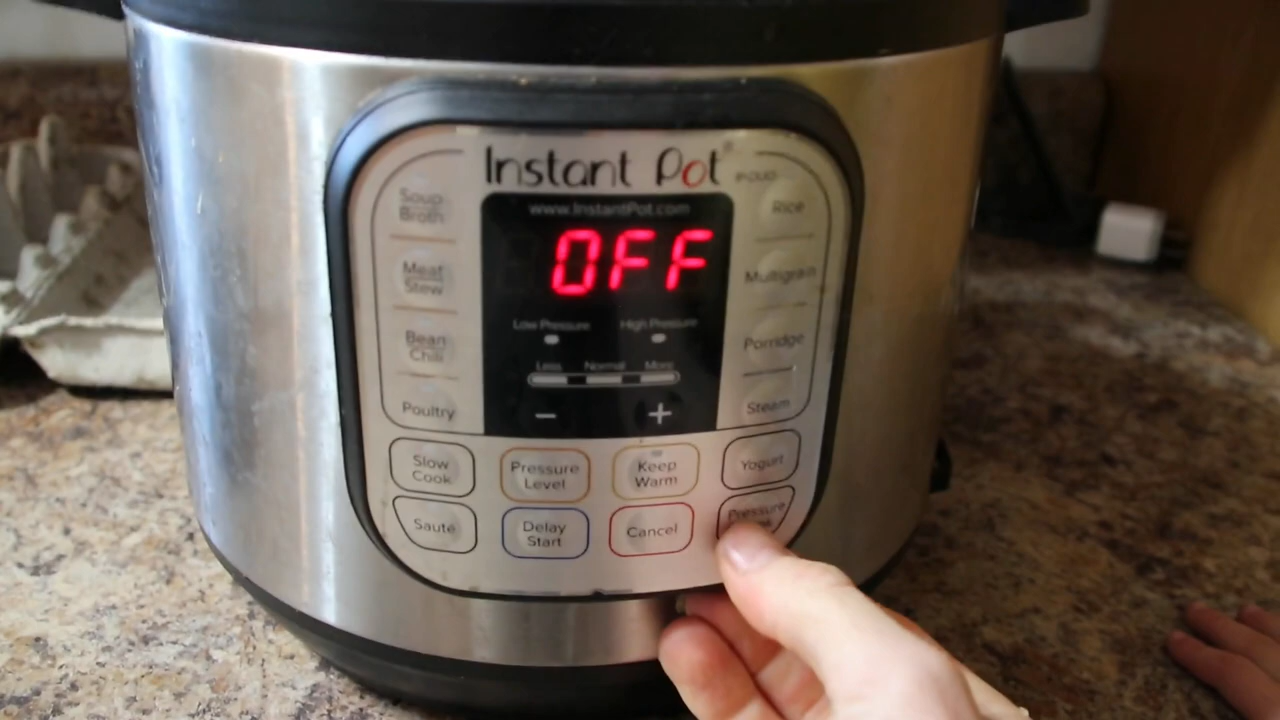 Instant Pot®
www.InstantPot.com
OFF
Low Pressure
High Pressure
Less
Normal
More
−
+
Soup
Broth
Meat
Stew
Bean
Chili
Poultry
Rice
Multigrain
Porridge
Steam
Slow
Cook
Pressure
Level
Keep
Warm
Yogurt
Saute
Delay
Start
Cancel
Pressure